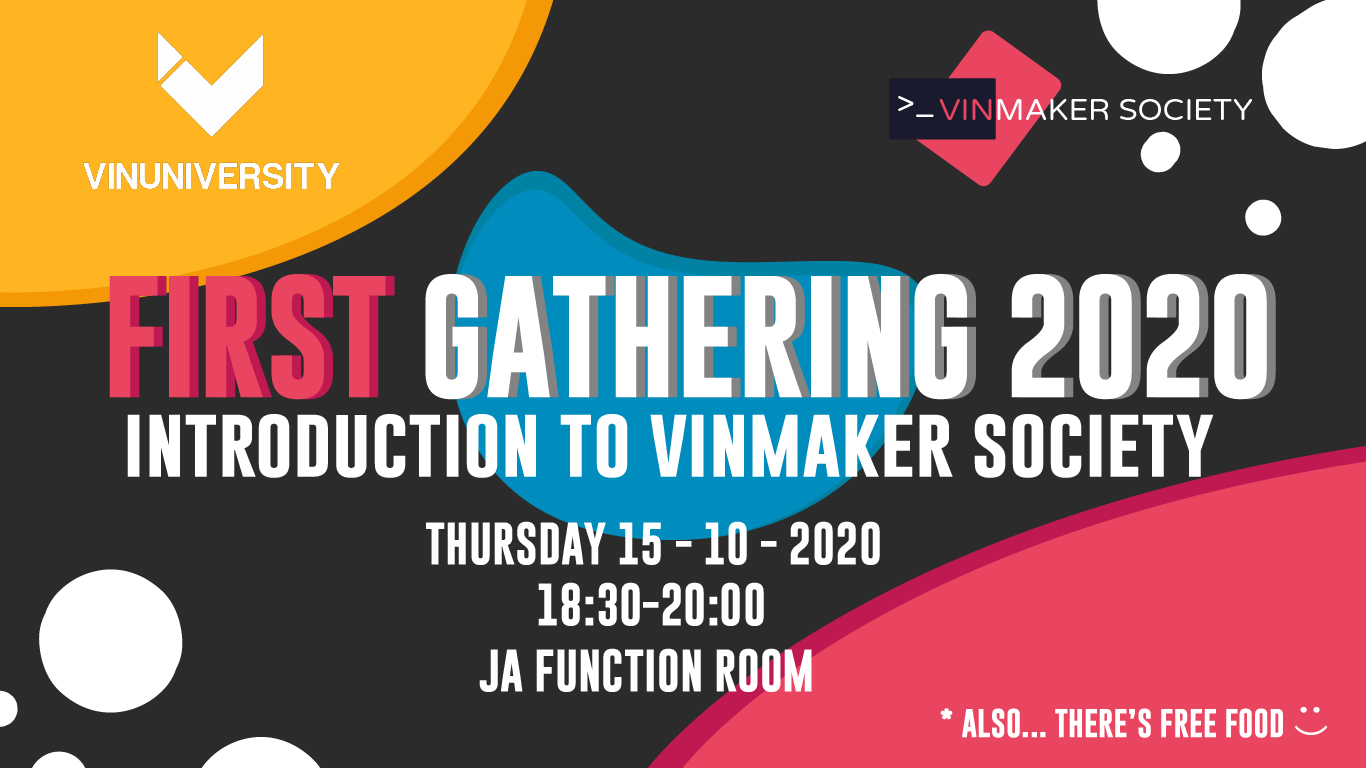 VINUNIVERSITY
>_VINMAKER SOCIETY
FIRST GATHERING 2020
INTRODUCTION TO VINMAKER SOCIETY
THURSDAY 15 - 10 - 2020
18:30-20:00
JA FUNCTION ROOM
* ALSO... THERE'S FREE FOOD